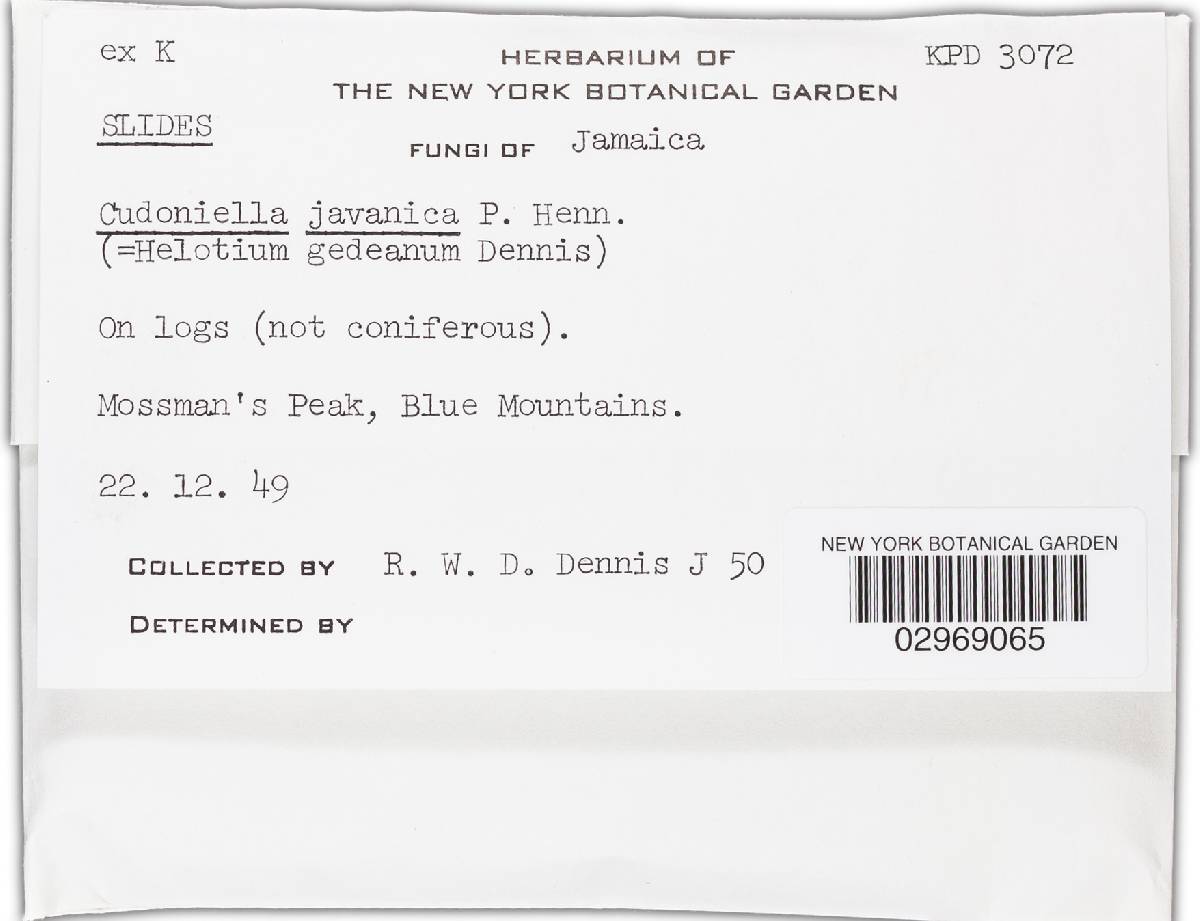 ex K
HERBARIUM OF
KPD 3072
THE NEW YORK BOTANICAL GARDEN
SLIDES
FUNGI OF Jamaica
Cudoniella javanica P. Henn.
(=Helotium gedeanum Dennis)
On logs (not coniferous).
Mossman's Peak, Blue Mountains.
22. 12. 49
COLLECTED BY R. W. D. Dennis J 50
DETERMINED BY
NEW YORK BOTANICAL GARDEN
02969065